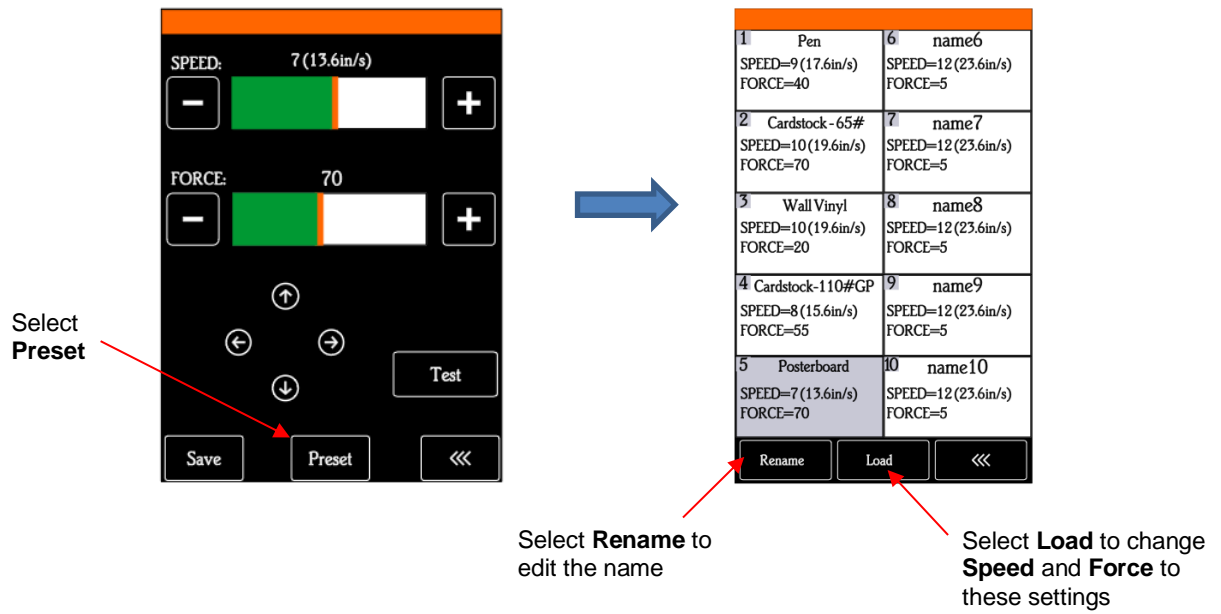 SPEED: 7(13.6in/s)
FORCE: 70
Test
Save Preset
Select
Preset
1 Pen
SPEED=9(17.6in/s)
FORCE=40
2 Cardstock-65#
SPEED=10(19.6in/s)
FORCE=70
3 Wall Vinyl
SPEED=10(19.6in/s)
FORCE=20
4 Cardstock-110#GP
SPEED=8(15.6in/s)
FORCE=55
5 Posterboard
SPEED=7(13.6in/s)
FORCE=70
6 name6
SPEED=12(23.6in/s)
FORCE=5
7 name7
SPEED=12(23.6in/s)
FORCE=5
8 name8
SPEED=12(23.6in/s)
FORCE=5
9 name9
SPEED=12(23.6in/s)
FORCE=5
10 name10
SPEED=12(23.6in/s)
FORCE=5
Rename Load
Select Rename to
edit the name
Select Load to change
Speed and Force to
these settings